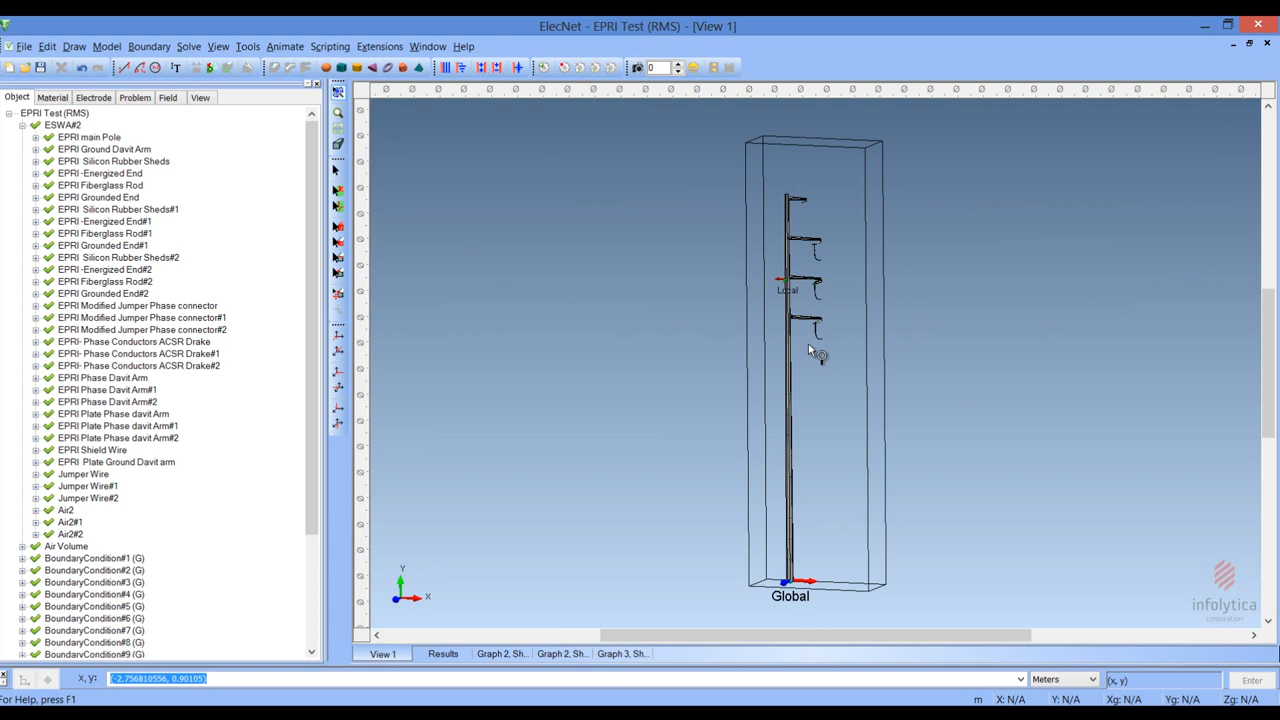 ElecNet - EPRI Test (RMS) - [View 1]
File Edit Draw Model Boundary Solve View Tools Animate Scripting Extensions Window Help
0
Object Material Electrode Problem Field View
EPRI Test (RMS)
ESWA#2
EPRI main Pole
EPRI Ground Davit Arm
EPRI Silicon Rubber Sheds
EPRI -Energized End
EPRI Fiberglass Rod
EPRI Grounded End
EPRI Silicon Rubber Sheds#1
EPRI -Energized End#1
EPRI Fiberglass Rod#1
EPRI Grounded End#1
EPRI Silicon Rubber Sheds#2
EPRI -Energized End#2
EPRI Fiberglass Rod#2
EPRI Grounded End#2
EPRI Modified Jumper Phase connector
EPRI Modified Jumper Phase connector#1
EPRI Modified Jumper Phase connector#2
EPRI- Phase Conductors ACSR Drake
EPRI- Phase Conductors ACSR Drake#1
EPRI- Phase Conductors ACSR Drake#2
EPRI Phase Davit Arm
EPRI Phase Davit Arm#1
EPRI Phase Davit Arm#2
EPRI Plate Phase davit Arm
EPRI Plate Phase davit Arm#1
EPRI Plate Phase davit Arm#2
EPRI Shield Wire
EPRI Plate Ground Davit arm
Jumper Wire
Jumper Wire#1
Jumper Wire#2
Air2
Air2#1
Air2#2
Air Volume
BoundaryCondition#1 (G)
BoundaryCondition#2 (G)
BoundaryCondition#3 (G)
BoundaryCondition#4 (G)
BoundaryCondition#5 (G)
BoundaryCondition#6 (G)
BoundaryCondition#7 (G)
BoundaryCondition#8 (G)
BoundaryCondition#9 (G)
Local
Global
Y
X
infolytica
corporation
View 1 Results Graph 2, Sh... Graph 2, Sh... Graph 3, Sh...
x, y: (-2.756810556, 0.90105) Meters (x, y) Enter
For Help, press F1 m X: N/A Y: N/A Xg: N/A Yg: N/A Zg: N/A